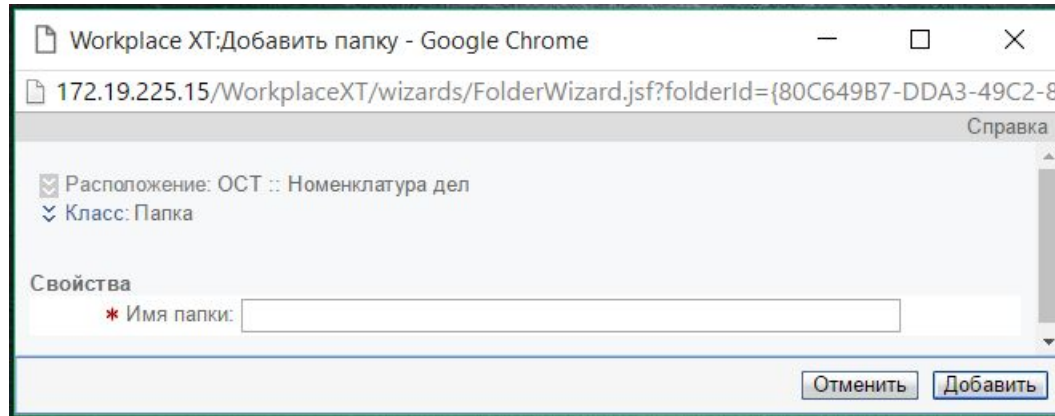 Workplace XT:Добавить папку - Google Chrome
172.19.225.15/WorkplaceXT/wizards/FolderWizard.jsf?folderId={80C649B7-DDA3-49C2-8
Справка
Расположение: ОСТ :: Номенклатура дел
Класс: Папка
Свойства
* Имя папки:
Отменить Добавить